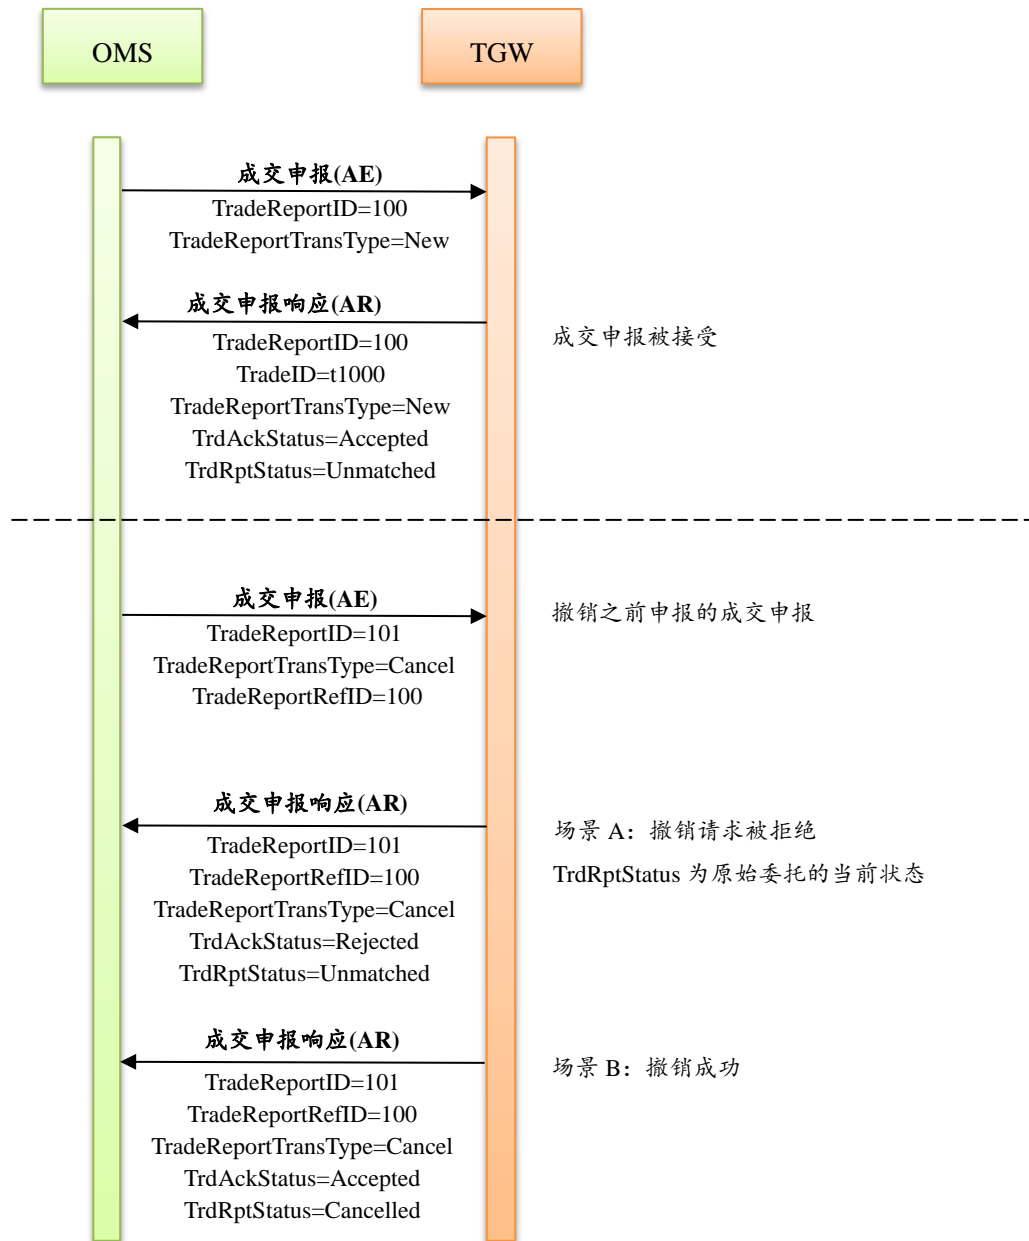 OMS
TGW
成交申报(AE)
TradeReportID=100
TradeReportTransType=New
成交申报响应(AR)
TradeReportID=100
成交申报被接受
TradeID=t1000
TradeReportTransType=New
TrdAckStatus=Accepted
TrdRptStatus=Unmatched
成交申报(AE)
撤销之前申报的成交申报
TradeReportID=101
TradeReportTransType=Cancel
TradeReportRefID=100
成交申报响应(AR)
场景 A：撤销请求被拒绝
TradeReportID=101
TrdRptStatus 为原始委托的当前状态
TradeReportRefID=100
TradeReportTransType=Cancel
TrdAckStatus=Rejected
TrdRptStatus=Unmatched
成交申报响应(AR)
场景 B：撤销成功
TradeReportID=101
TradeReportRefID=100
TradeReportTransType=Cancel
TrdAckStatus=Accepted
TrdRptStatus=Cancelled